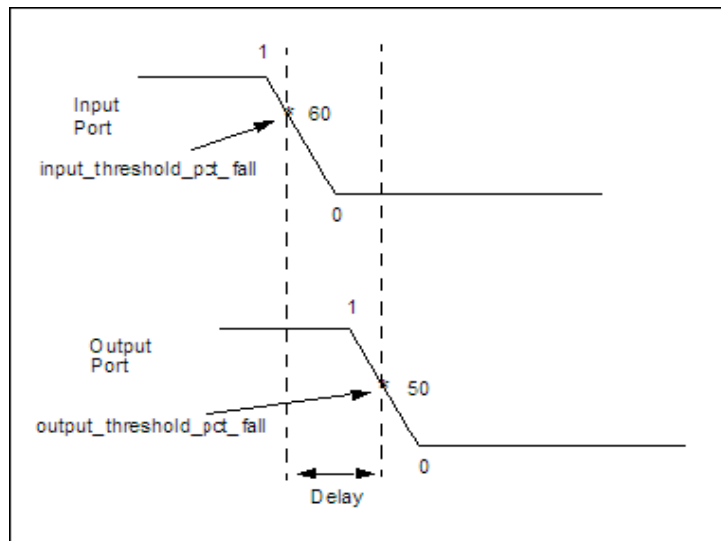 1
Input
Port
60
input_threshold_pct_fall
0
1
Output
Port
50
output_threshold_pct_fall
0
Delay